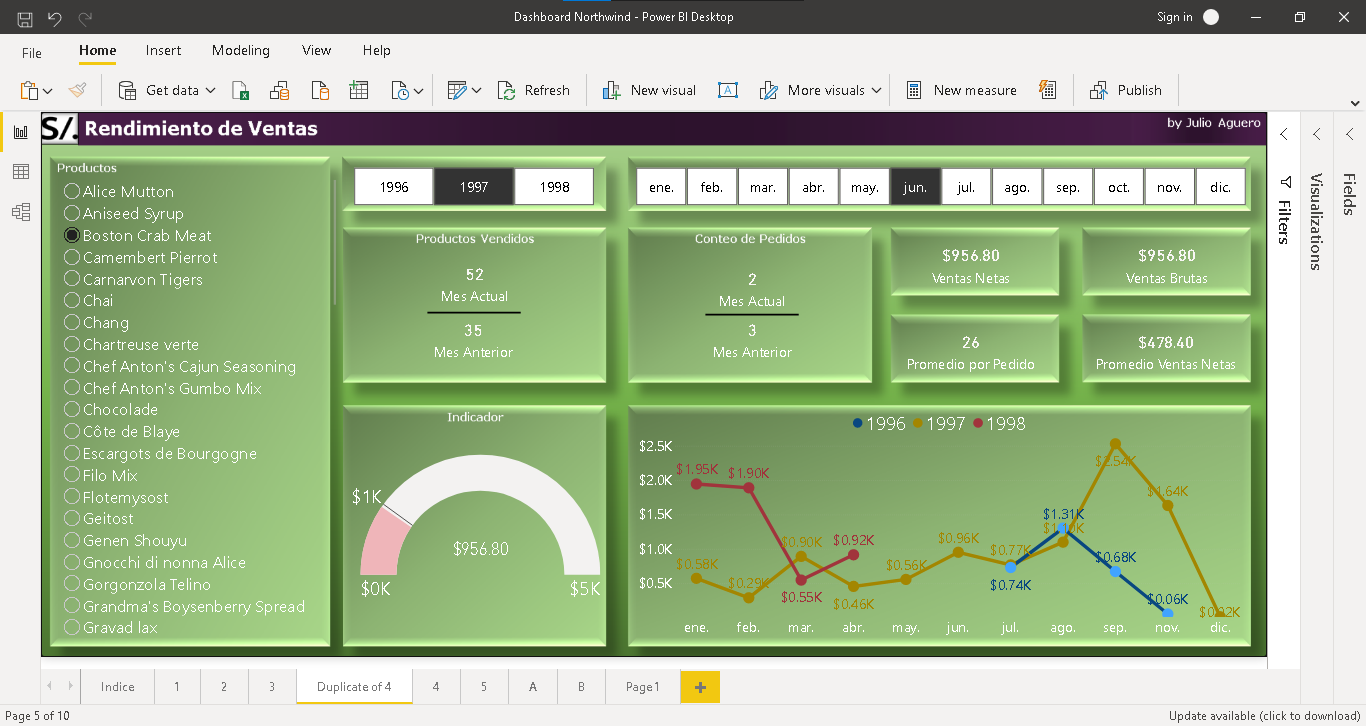 Dashboard Northwind - Power BI Desktop
Sign in
File
Home
Insert
Modeling
View
Help
Get data
Refresh
New visual
More visuals
New measure
Publish
S/. Rendimiento de Ventas
by Julio Aguero
Productos
Alice Mutton
Aniseed Syrup
Boston Crab Meat
Camembert Pierrot
Carnarvon Tigers
Chai
Chang
Chartreuse verte
Chef Anton's Cajun Seasoning
Chef Anton's Gumbo Mix
Chocolade
Côte de Blaye
Escargots de Bourgogne
Filo Mix
Flotemysost
Geitost
Genen Shouyu
Gnocchi di nonna Alice
Gorgonzola Telino
Grandma's Boysenberry Spread
Gravad lax
1996 1997 1998
ene. feb. mar. abr. may. jun. jul. ago. sep. oct. nov. dic.
Productos Vendidos
52
Mes Actual
35
Mes Anterior
Conteo de Pedidos
2
Mes Actual
3
Mes Anterior
$956.80
Ventas Netas
$956.80
Ventas Brutas
26
Promedio por Pedido
$478.40
Promedio Ventas Netas
Indicador
$1K
$956.80
$0K
$5K
1996 1997 1998
$2.5K
$2.0K
$1.5K
$1.0K
$0.5K
$1.95K
$1.90K
$0.55K
$0.92K
$0.58K
$0.29K
$0.90K
$0.46K
$0.56K
$0.96K
$0.77K
$2.54K
$1.64K
$0.02K
$0.74K
$1.31K
$0.68K
$0.06K
ene. feb. mar. abr. may. jun. jul. ago. sep. nov. dic.
Filters
Visualizations
Fields
Indice
1
2
3
Duplicate of 4
4
5
A
B
Page1
Page 5 of 10
Update available (click to download)